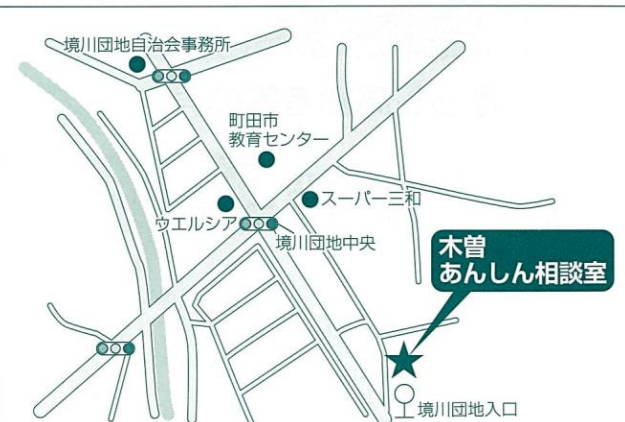 境川団地自治会事務所
町田市
教育センター
スーパー三和
ウエルシア
境川団地中央
木曽
あんしん相談室
境川団地入口